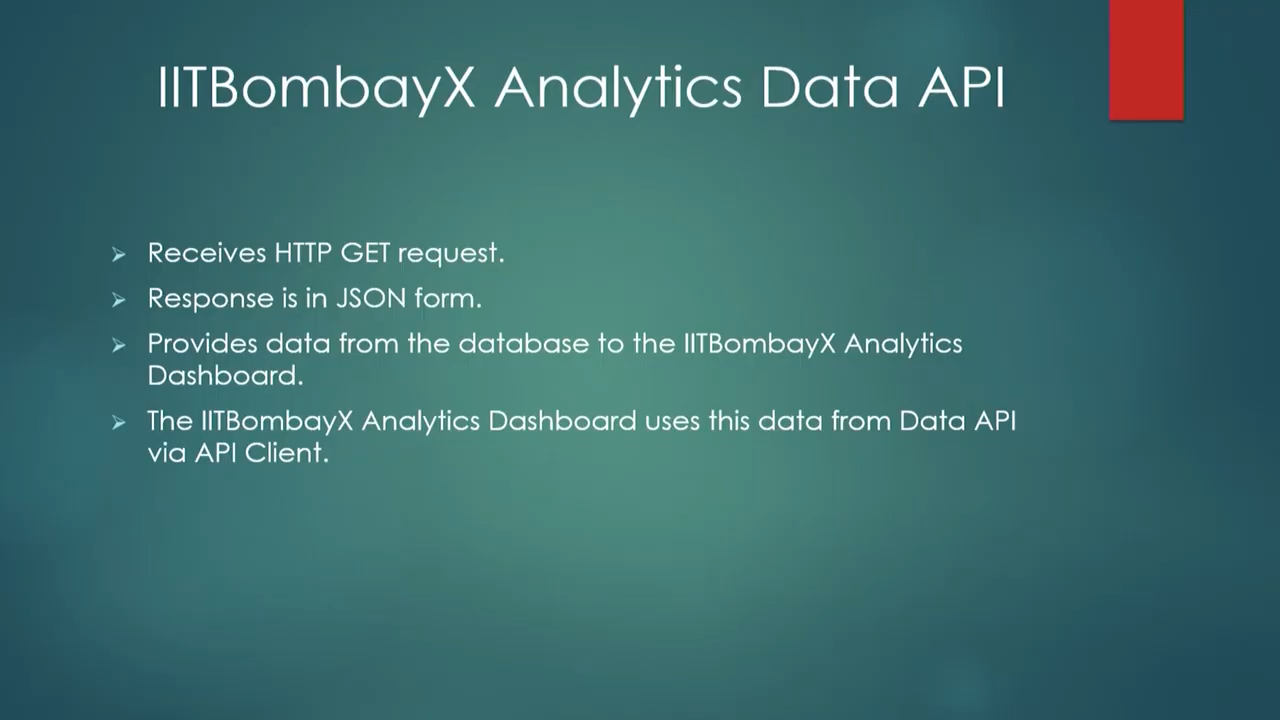 IITBombayX Analytics Data API
Receives HTTP GET request.
Response is in JSON form.
Provides data from the database to the IITBombayX Analytics
Dashboard.
The IITBombayX Analytics Dashboard uses this data from Data API
via API Client.